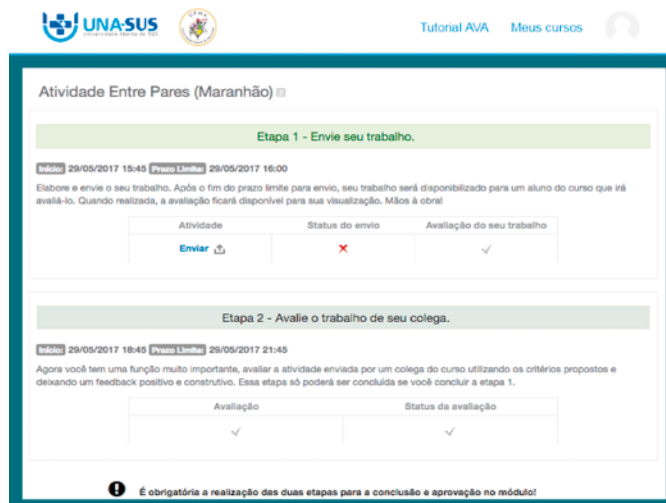 UNA-SUS
Universidade Aberta do SUS
UFMA
Tutorial AVA
Meus cursos
Atividade Entre Pares (Maranhão)
Etapa 1 - Envie seu trabalho.
Início: 29/05/2017 15:45 Prazo Limite: 29/05/2017 16:00
Elabore e envie o seu trabalho. Após o fim do prazo limite para envio, seu trabalho será disponibilizado para um aluno do curso que irá
avaliá-lo. Quando realizada, a avaliação ficará disponível para sua visualização. Mãos à obra!
Atividade Status do envio Avaliação do seu trabalho
Enviar
Etapa 2 - Avalie o trabalho de seu colega.
Início: 29/05/2017 18:45 Prazo Limite: 29/05/2017 21:45
Agora você tem uma função muito importante, avaliar a atividade enviada por um colega do curso utilizando os critérios propostos e
deixando um feedback positivo e construtivo. Essa etapa só poderá ser concluída se você concluir a etapa 1.
Avaliação Status da avaliação
É obrigatória a realização das duas etapas para a conclusão e aprovação no módulo!